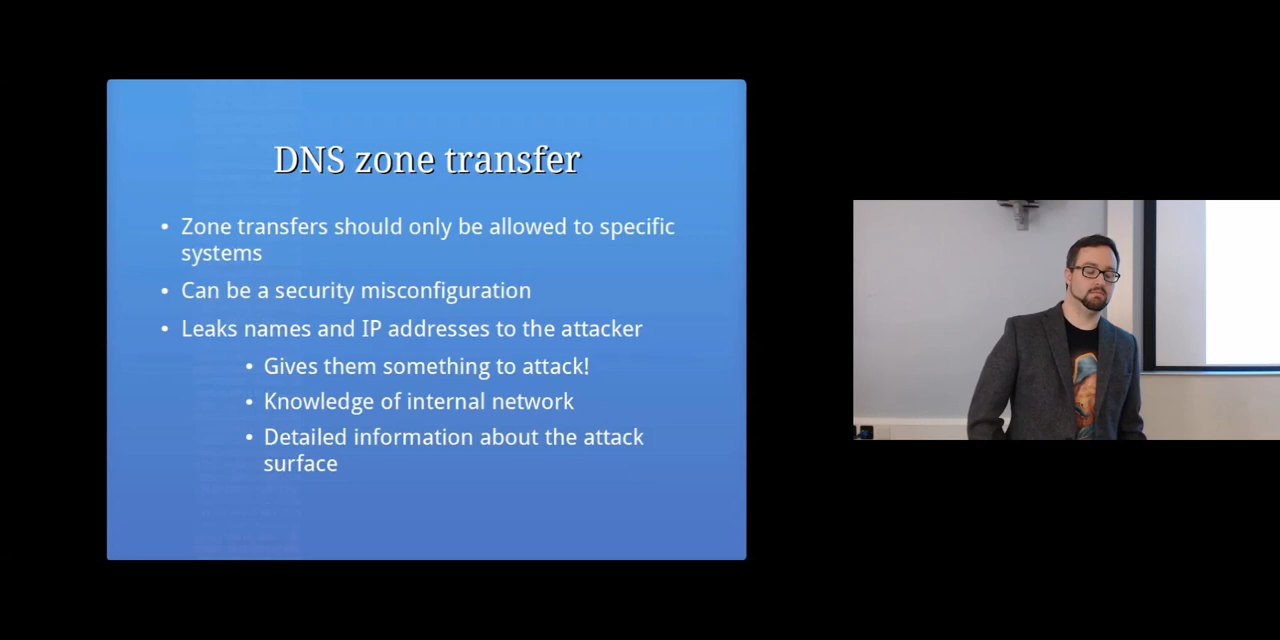 DNS zone transfer
• Zone transfers should only be allowed to specific
systems
• Can be a security misconfiguration
• Leaks names and IP addresses to the attacker
• Gives them something to attack!
• Knowledge of internal network
• Detailed information about the attack
surface